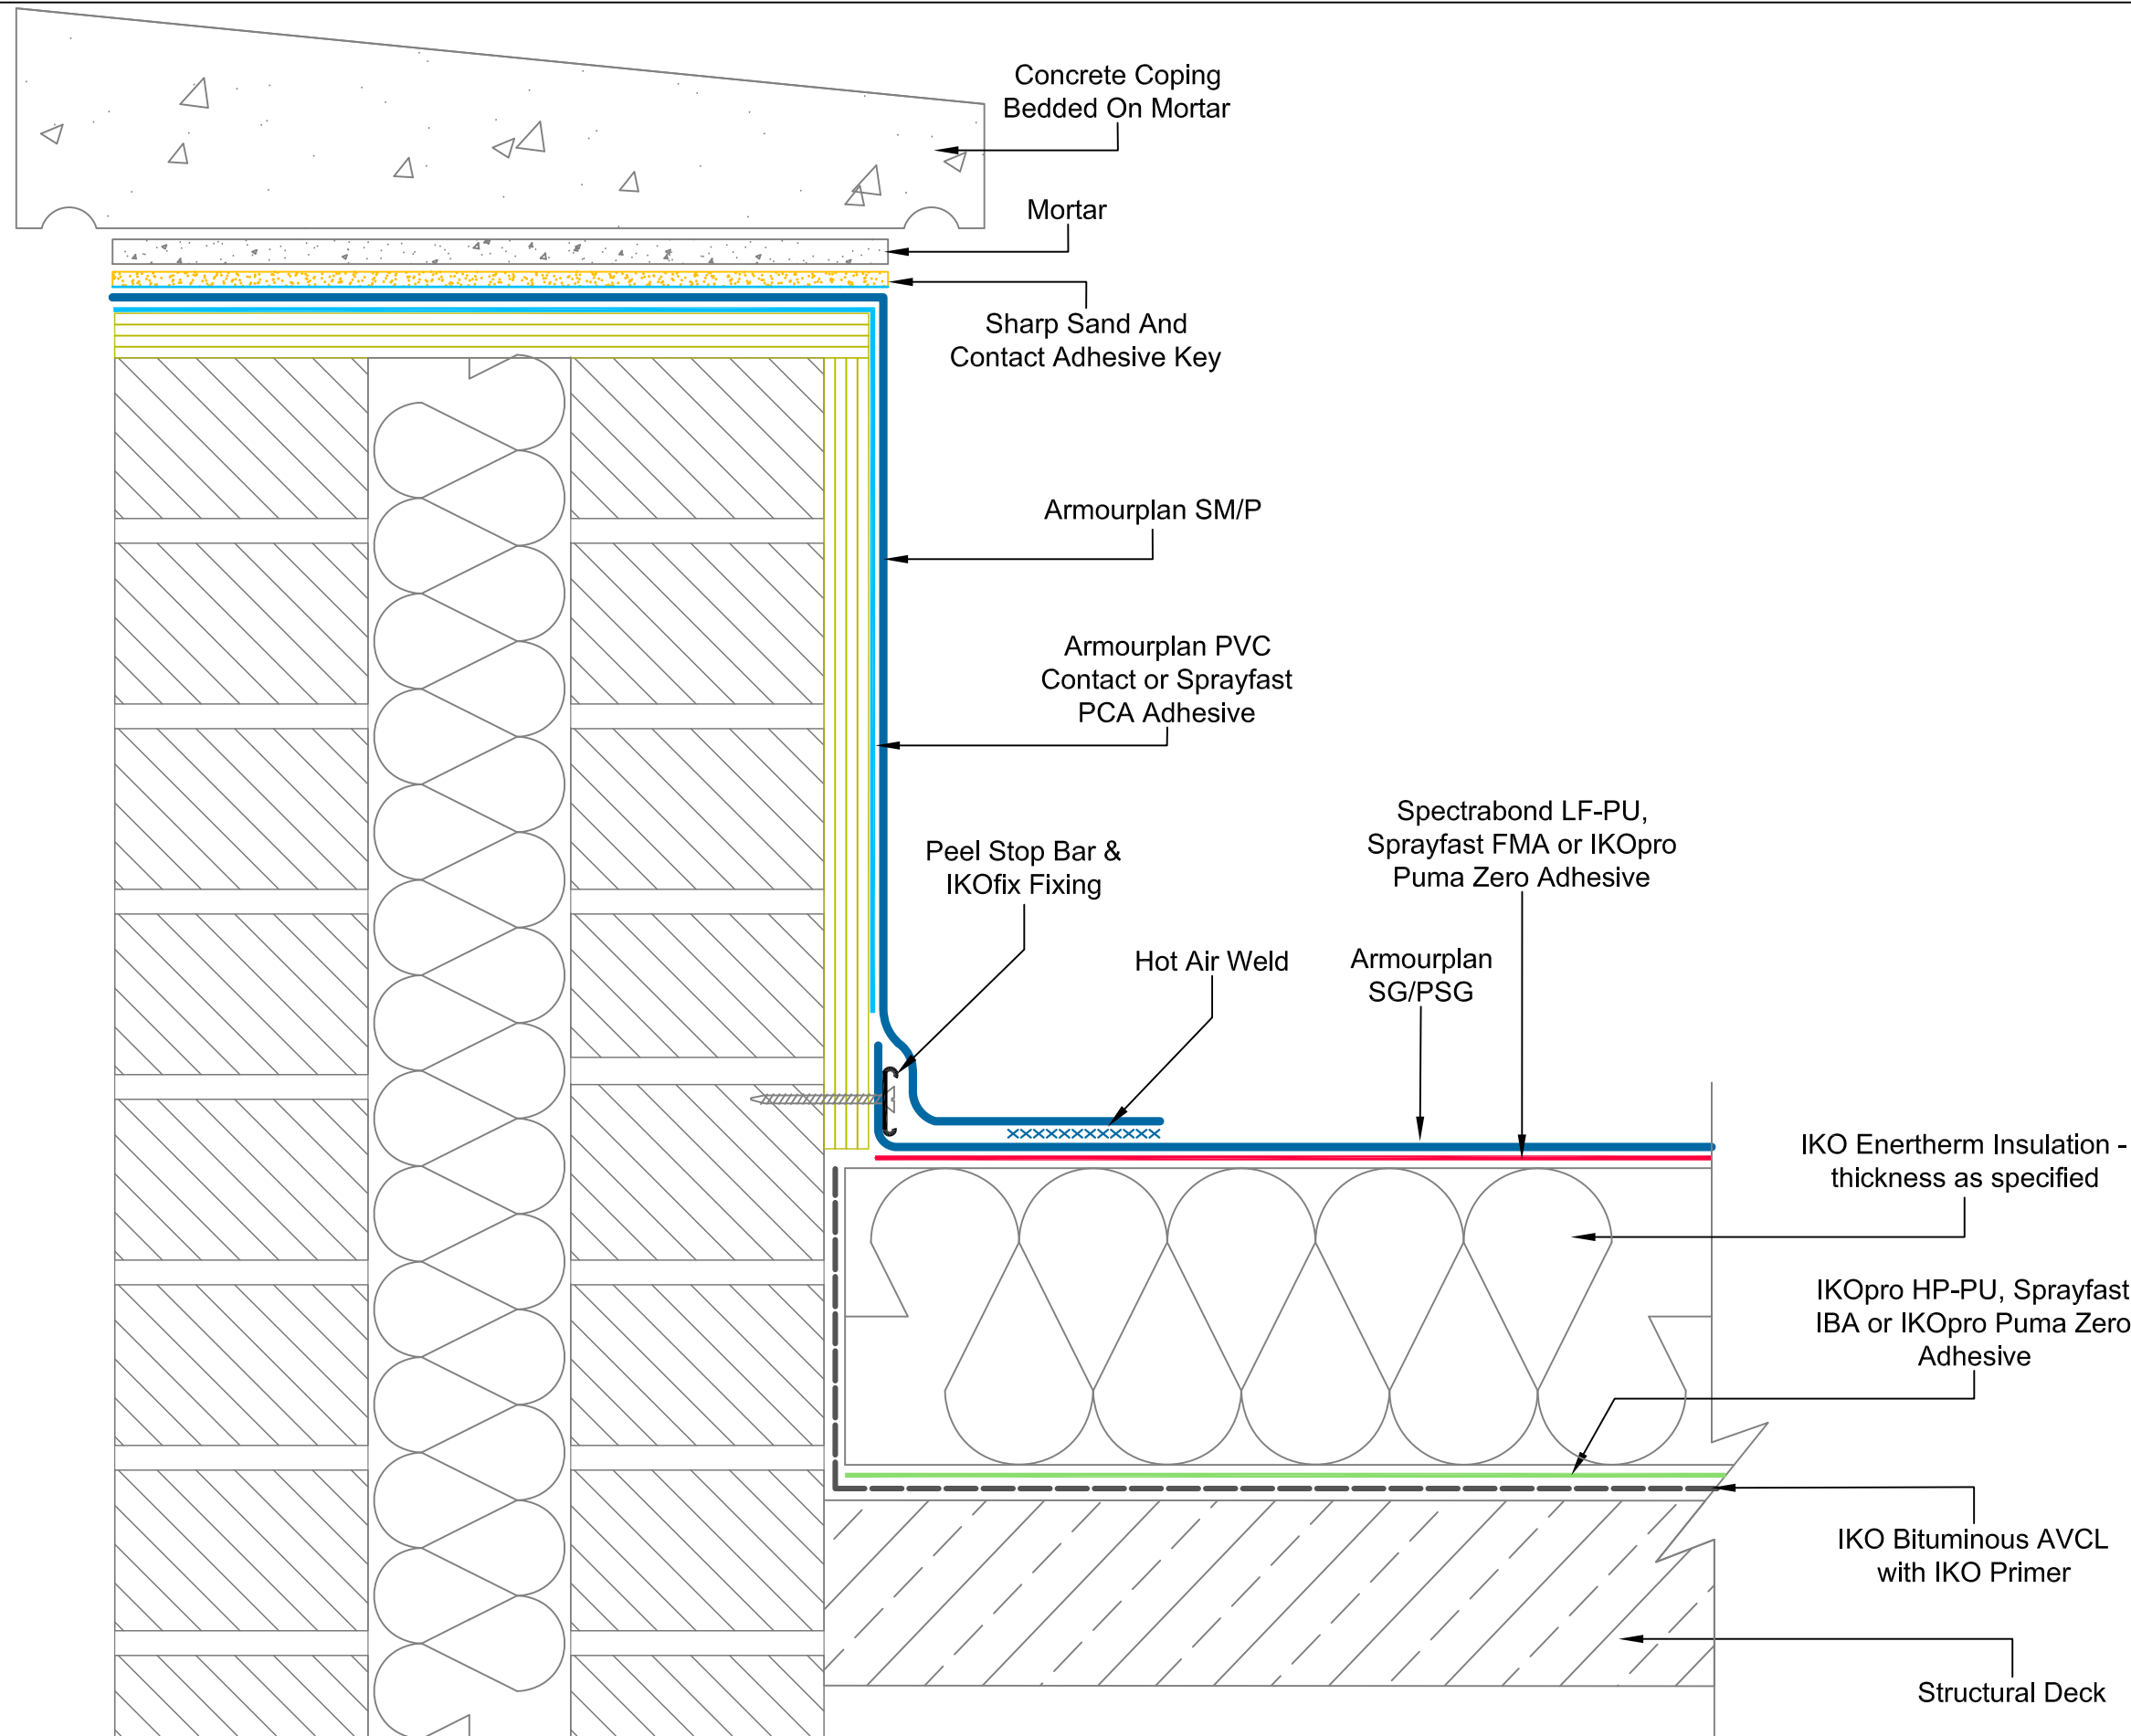 Concrete Coping
Bedded On Mortar
Mortar
Sharp Sand And
Contact Adhesive Key
Armourplan SM/P
Armourplan PVC
Contact or Sprayfast
PCA Adhesive
Spectrabond LF-PU,
Sprayfast FMA or IKOpro
Puma Zero Adhesive
Peel Stop Bar &
IKOfix Fixing
Hot Air Weld
Armourplan
SG/PSG
IKO Enertherm Insulation -
thickness as specified
IKOpro HP-PU, Sprayfast
IBA or IKOpro Puma Zero
Adhesive
IKO Bituminous AVCL
with IKO Primer
Structural Deck